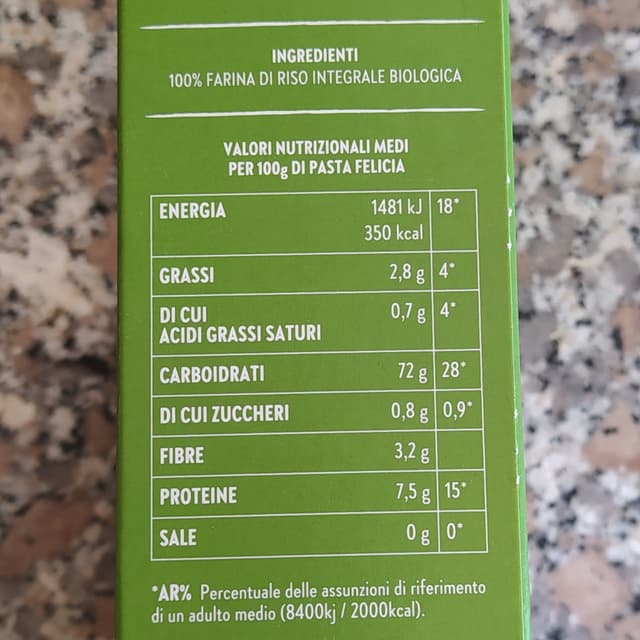 INGREDIENTI
100% FARINA DI RISO INTEGRALE BIOLOGICA
VALORI NUTRIZIONALI MEDI
PER 100g DI PASTA FELICIA
ENERGIA 1481 kJ 18*
350 kcal
GRASSI 2,8 g 4*
DI CUI 0,7 g 4*
ACIDI GRASSI SATURI
CARBOIDRATI 72 g 28*
DI CUI ZUCCHERI 0,8 g 0,9*
FIBRE 3,2 g
PROTEINE 7,5 g 15*
SALE 0 g 0*
*AR% Percentuale delle assunzioni di riferimento
di un adulto medio (8400kj / 2000kcal).